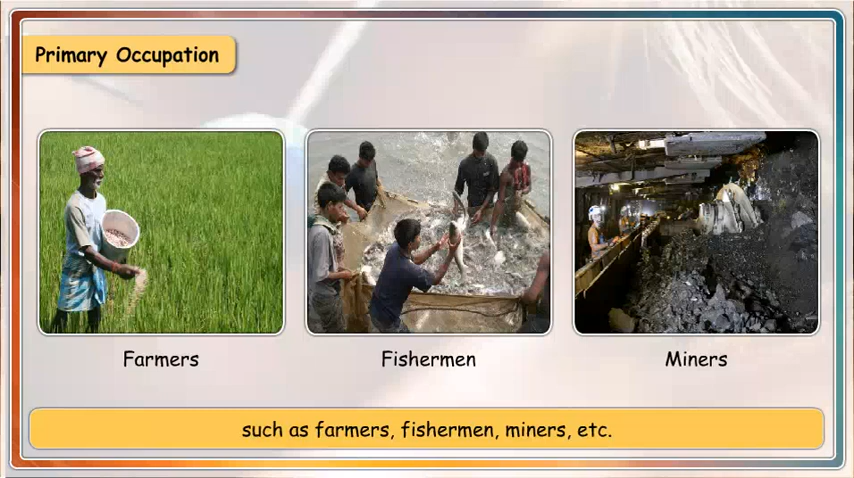 Primary Occupation
Farmers
Fishermen
Miners
such as farmers, fishermen, miners, etc.